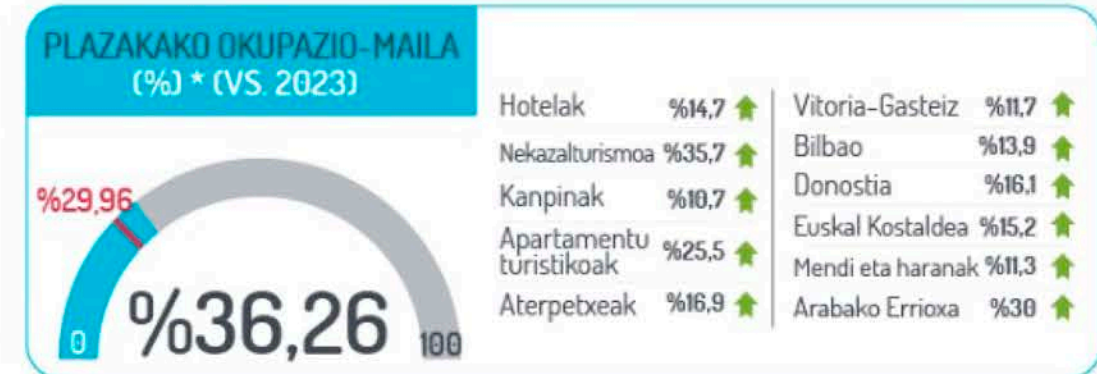 PLAZAKAKO OKUPAZIO-MAILA
(%) * (VS. 2023)
%29,96
%36,26
0
100
Hotelak %14,7
Nekazalturismoa %35,7
Kanpinak %10,7
Apartamentu
turistikoak %25,5
Aterpetxeak %16,9
Vitoria-Gasteiz %11,7
Bilbao %13,9
Donostia %16,1
Euskal Kostaldea %15,2
Mendi eta haranak %11,3
Arabako Errioxa %30